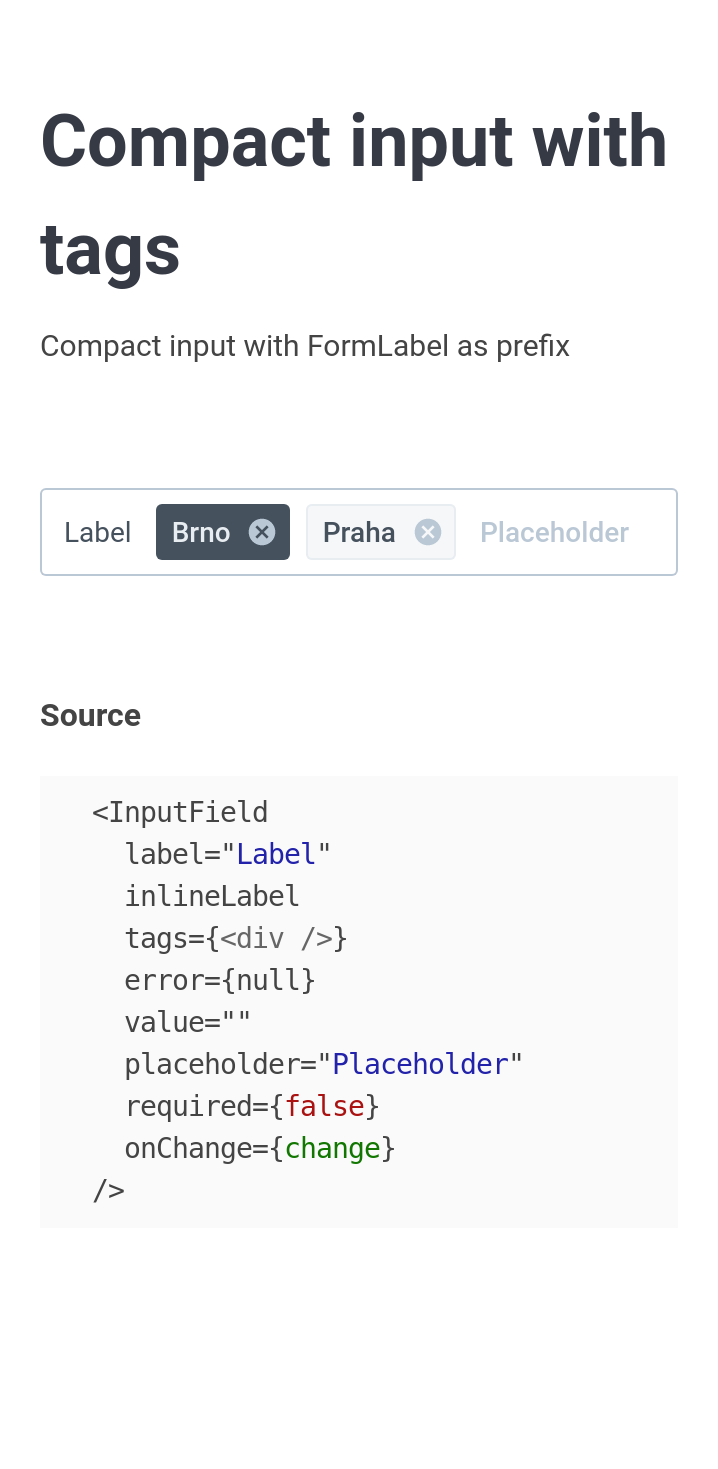 Compact input with
tags
Compact input with FormLabel as prefix
Label Brno Praha Placeholder
Source
<InputField
  label="Label"
  inlineLabel
  tags={<div />}
  error={null}
  value=""
  placeholder="Placeholder"
  required={false}
  onChange={change}
/>